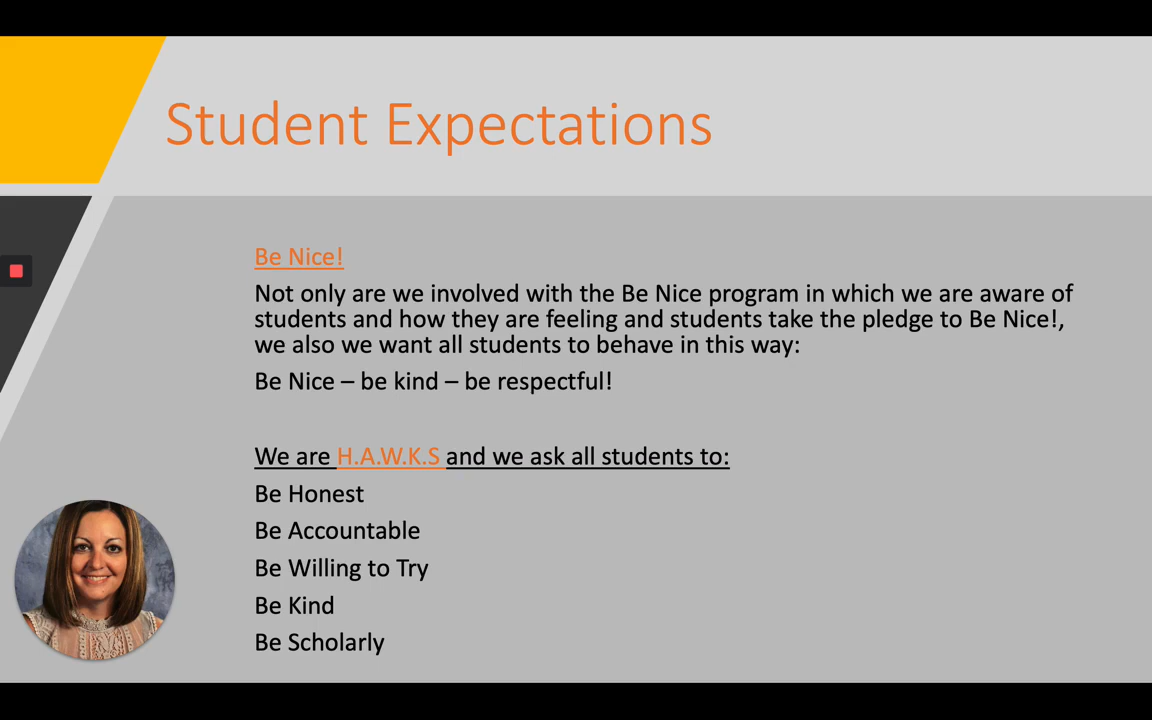 Student Expectations
Be Nice!
Not only are we involved with the Be Nice program in which we are aware of
students and how they are feeling and students take the pledge to Be Nice!,
we also we want all students to behave in this way:
Be Nice – be kind – be respectful!
We are H.A.W.K.S and we ask all students to:
Be Honest
Be Accountable
Be Willing to Try
Be Kind
Be Scholarly